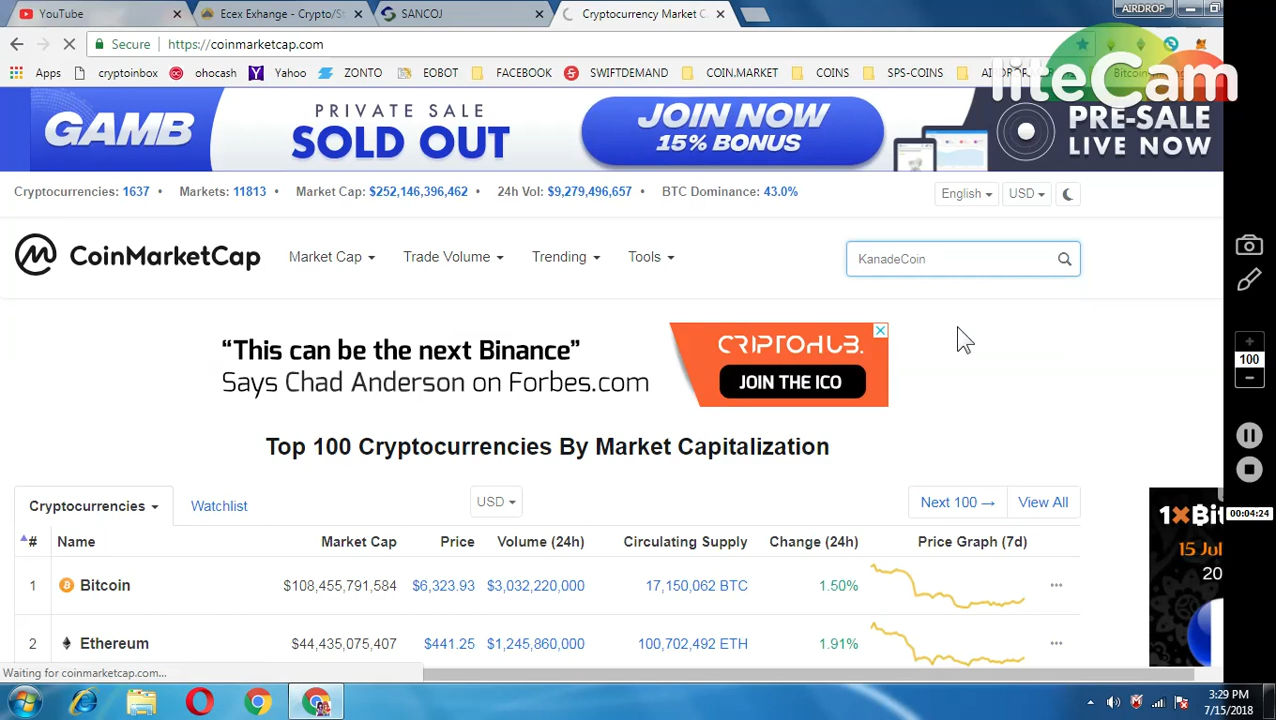 YouTube
Ecex Exhange - Crypto/S
SANCOJ
Cryptocurrency Market C
AIRDROP
Secure
https://coinmarketcap.com
Apps
cryptoinbox
ohocash
Yahoo
ZONTO
EOBOT
FACEBOOK
SWIFTDEMAND
COIN.MARKET
COINS
SPS-COINS
liteCam
GAMB
PRIVATE SALE
SOLD OUT
JOIN NOW
15% BONUS
PRE-SALE
LIVE NOW
Cryptocurrencies: 1637 • Markets: 11813 • Market Cap: $252,146,396,462 • 24h Vol: $9,279,496,657 • BTC Dominance: 43.0%
English
USD
CoinMarketCap
Market Cap
Trade Volume
Trending
Tools
KanadeCoin
“This can be the next Binance”
Says Chad Anderson on Forbes.com
CRIPTOHUB.
JOIN THE ICO
Top 100 Cryptocurrencies By Market Capitalization
Cryptocurrencies
Watchlist
USD
Next 100 →
View All
# Name Market Cap Price Volume (24h) Circulating Supply Change (24h) Price Graph (7d)
1 Bitcoin $108,455,791,584 $6,323.93 $3,032,220,000 17,150,062 BTC 1.50%
2 Ethereum $44,435,075,407 $441.25 $1,245,860,000 100,702,492 ETH 1.91%
1xBit
15 Jul
20
100
00:04:24
Waiting for coinmarketcap.com...
3:29 PM
7/15/2018